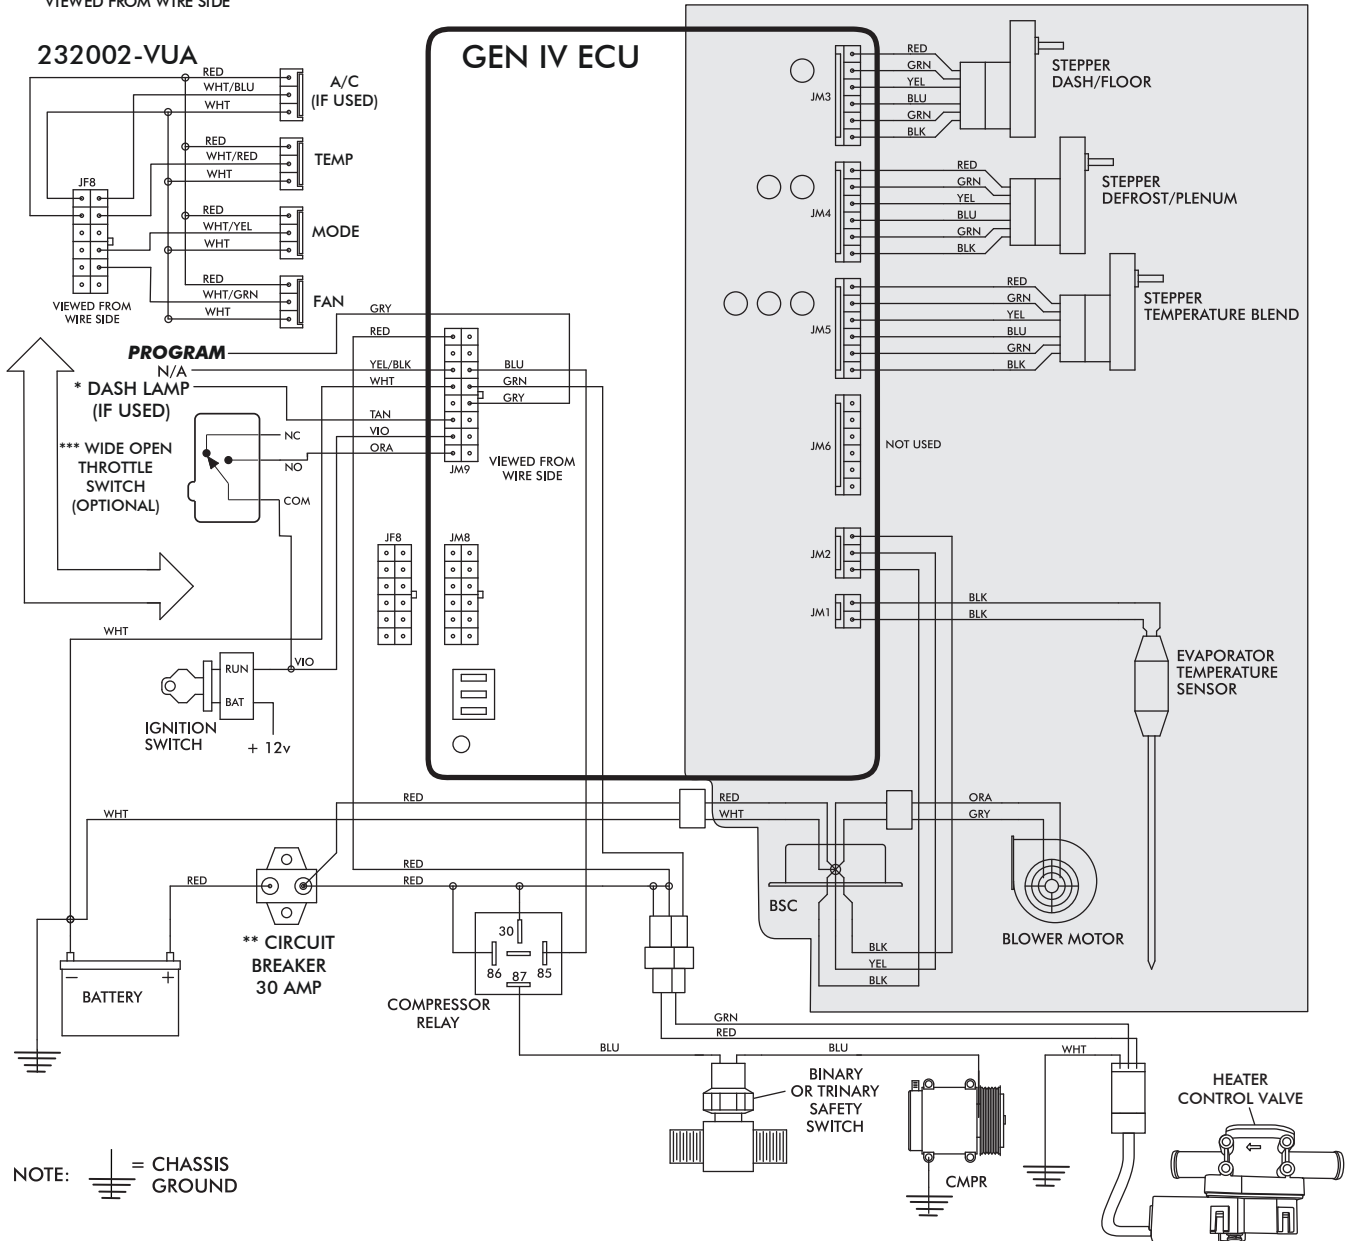 VIEWED FROM WIRE SIDE
232002-VUA
RED
WHT/BLU
WHT
A/C
(IF USED)
RED
WHT/RED
WHT
TEMP
JF8
RED
WHT/YEL
WHT
MODE
RED
WHT/GRN
WHT
FAN
VIEWED FROM
WIRE SIDE
GEN IV ECU
JM3
RED
GRN
YEL
BLU
GRN
BLK
STEPPER
DASH/FLOOR
JM4
RED
GRN
YEL
BLU
GRN
BLK
STEPPER
DEFROST/PLENUM
JM5
RED
GRN
YEL
BLU
GRN
BLK
STEPPER
TEMPERATURE BLEND
GRY
RED
PROGRAM
N/A
YEL/BLK
WHT
BLU
GRN
GRY
* DASH LAMP
(IF USED)
TAN
VIO
ORA
JM9
VIEWED FROM
WIRE SIDE
*** WIDE OPEN
THROTTLE
SWITCH
(OPTIONAL)
NC
NO
COM
JM6
NOT USED
JF8
JM8
JM2
JM1
BLK
BLK
EVAPORATOR
TEMPERATURE
SENSOR
WHT
VIO
RUN
BAT
IGNITION
SWITCH
+ 12v
RED
WHT
RED
WHT
ORA
GRY
BSC
BLOWER MOTOR
BLK
YEL
BLK
RED
RED
RED
** CIRCUIT
BREAKER
30 AMP
30
86
87
85
COMPRESSOR
RELAY
-
+
BATTERY
GRN
RED
BLU
BLU
WHT
BINARY
OR TRINARY
SAFETY
SWITCH
CMPR
HEATER
CONTROL VALVE
NOTE:
= CHASSIS
GROUND